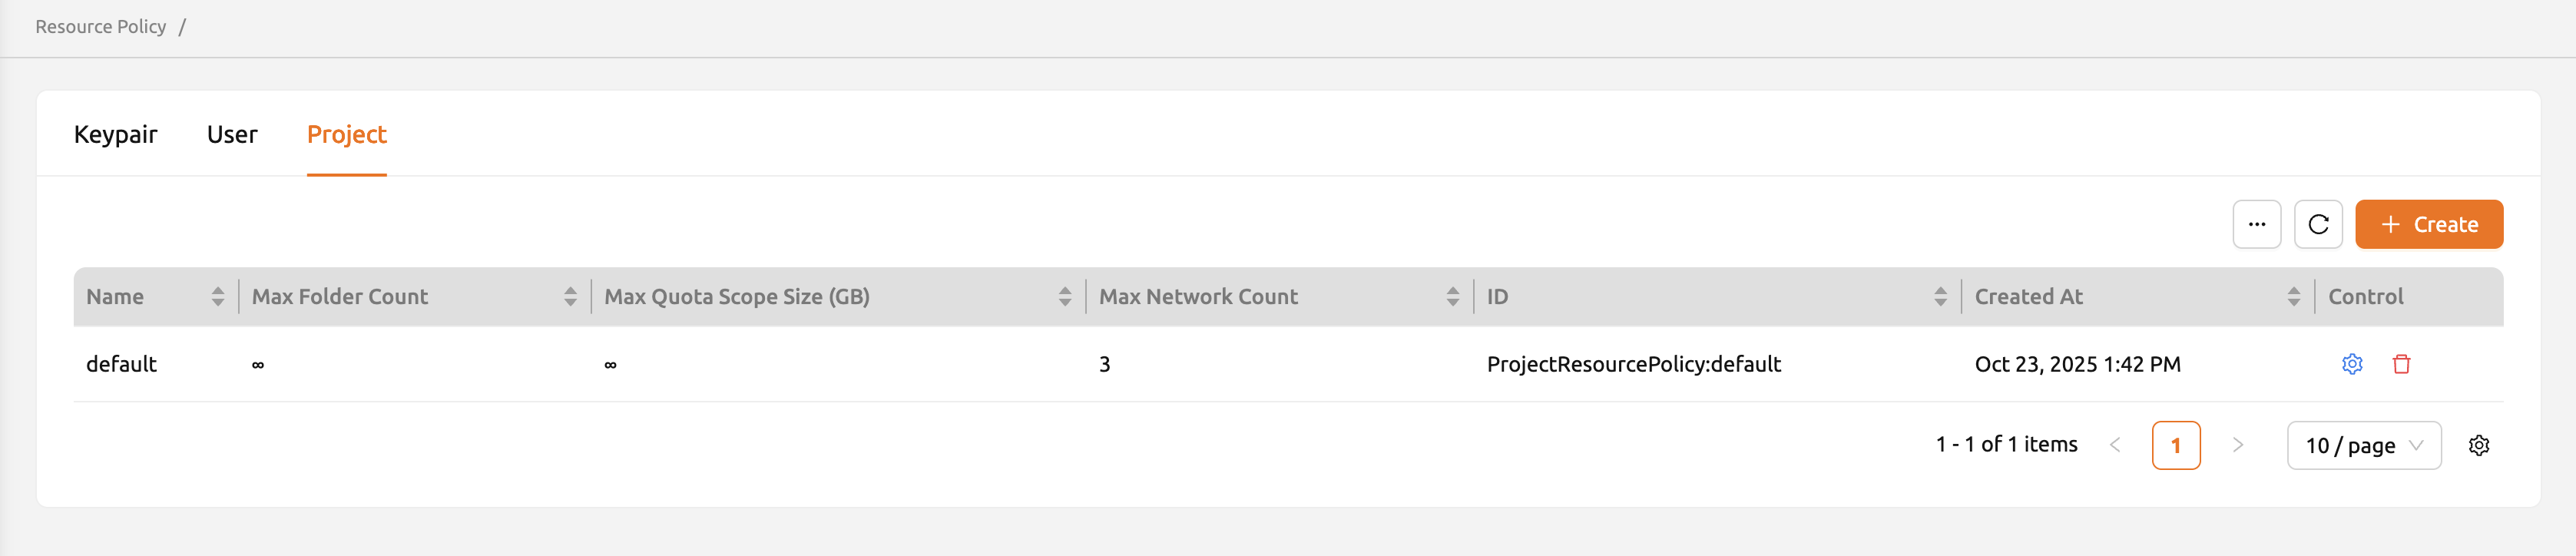 Resource Policy /
Keypair User Project
··· + Create
Name Max Folder Count Max Quota Scope Size (GB) Max Network Count ID Created At Control
default ∞ ∞ 3 ProjectResourcePolicy:default Oct 23, 2025 1:42 PM
1 - 1 of 1 items < 1 > 10 / page